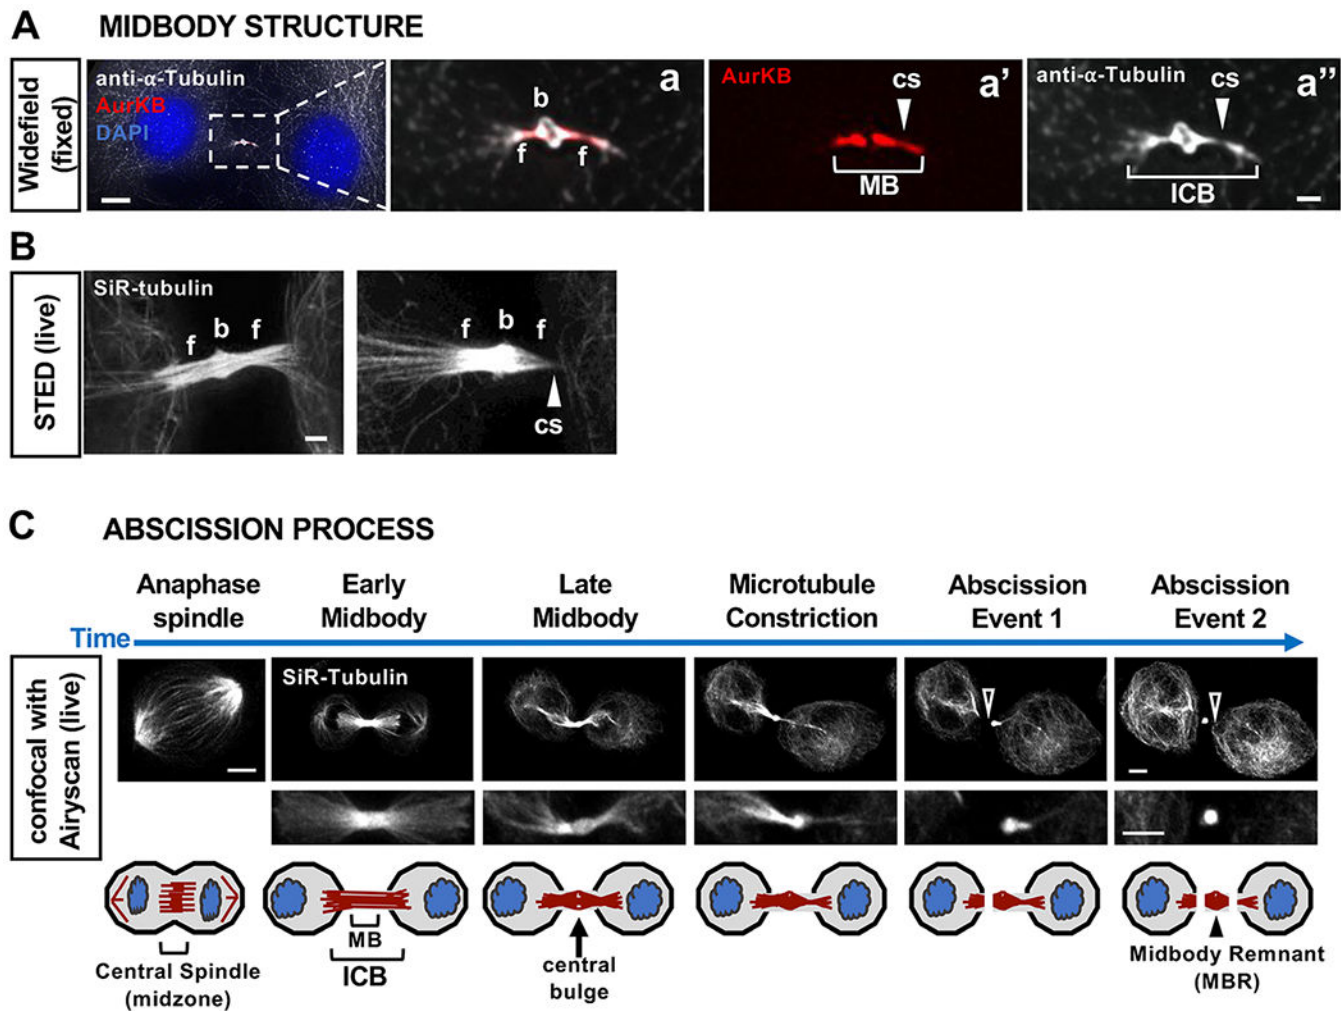 A MIDBODY STRUCTURE
Widefield
(fixed)
anti-α-Tubulin
AurKB
DAPI
a
b
f f
AurKB
a’
cs
MB
anti-α-Tubulin
a”
cs
ICB
B
STED (live)
SiR-tubulin
f b f
f b f
cs
C ABSCISSION PROCESS
Anaphase
spindle
Early
Midbody
Late
Midbody
Microtubule
Constriction
Abscission
Event 1
Abscission
Event 2
Time
confocal with
Airyscan (live)
SiR-Tubulin
Central Spindle
(midzone)
MB
ICB
central
bulge
Midbody Remnant
(MBR)